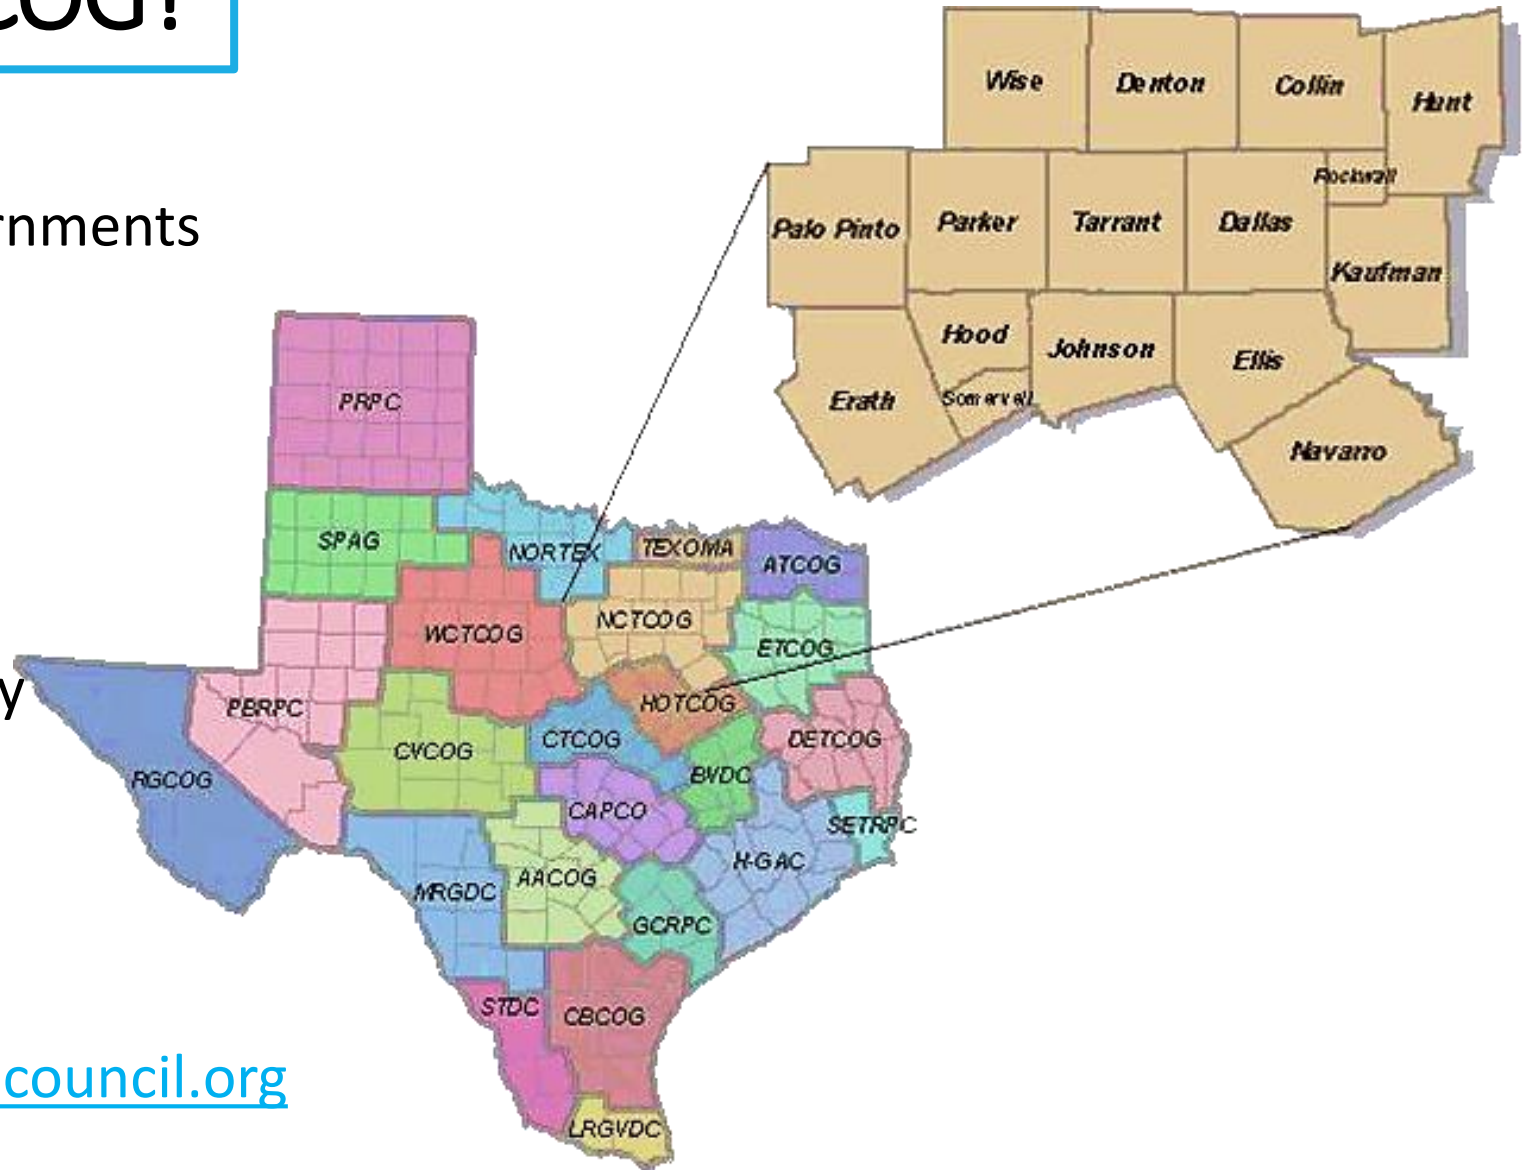 COG?
rnments
y
council.org
Wise
Denton
Collin
Hunt
Rockwall
Palo Pinto
Parker
Tarrant
Dallas
Kaufman
Hood
Johnson
Ellis
Erath
Somervell
Navarro
PRPC
SPAG
NORTEX
TEXOMA
ATCOG
WCTCOG
NCTCOG
ETCOG
PBRPC
HOTCOG
CVCOG
CTCOG
DETCOG
RGCOG
BVDC
CAPCO
SETRPC
H-GAC
MRGDC
AACOG
GCRPC
STDC
CBCOG
LRGVDC